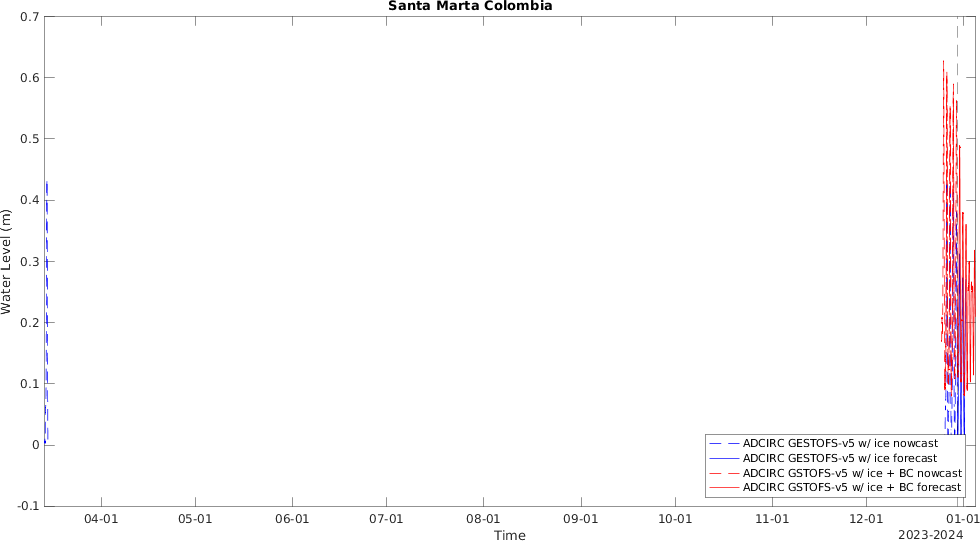 Santa Marta Colombia
Water Level (m)
0.7
0.6
0.5
0.4
0.3
0.2
0.1
0
-0.1
ADCIRC GESTOFS-v5 w/ ice nowcast
ADCIRC GESTOFS-v5 w/ ice forecast
ADCIRC GSTOFS-v5 w/ ice + BC nowcast
ADCIRC GSTOFS-v5 w/ ice + BC forecast
04-01 05-01 06-01 07-01 08-01 09-01 10-01 11-01 12-01 01-01
Time
2023-2024